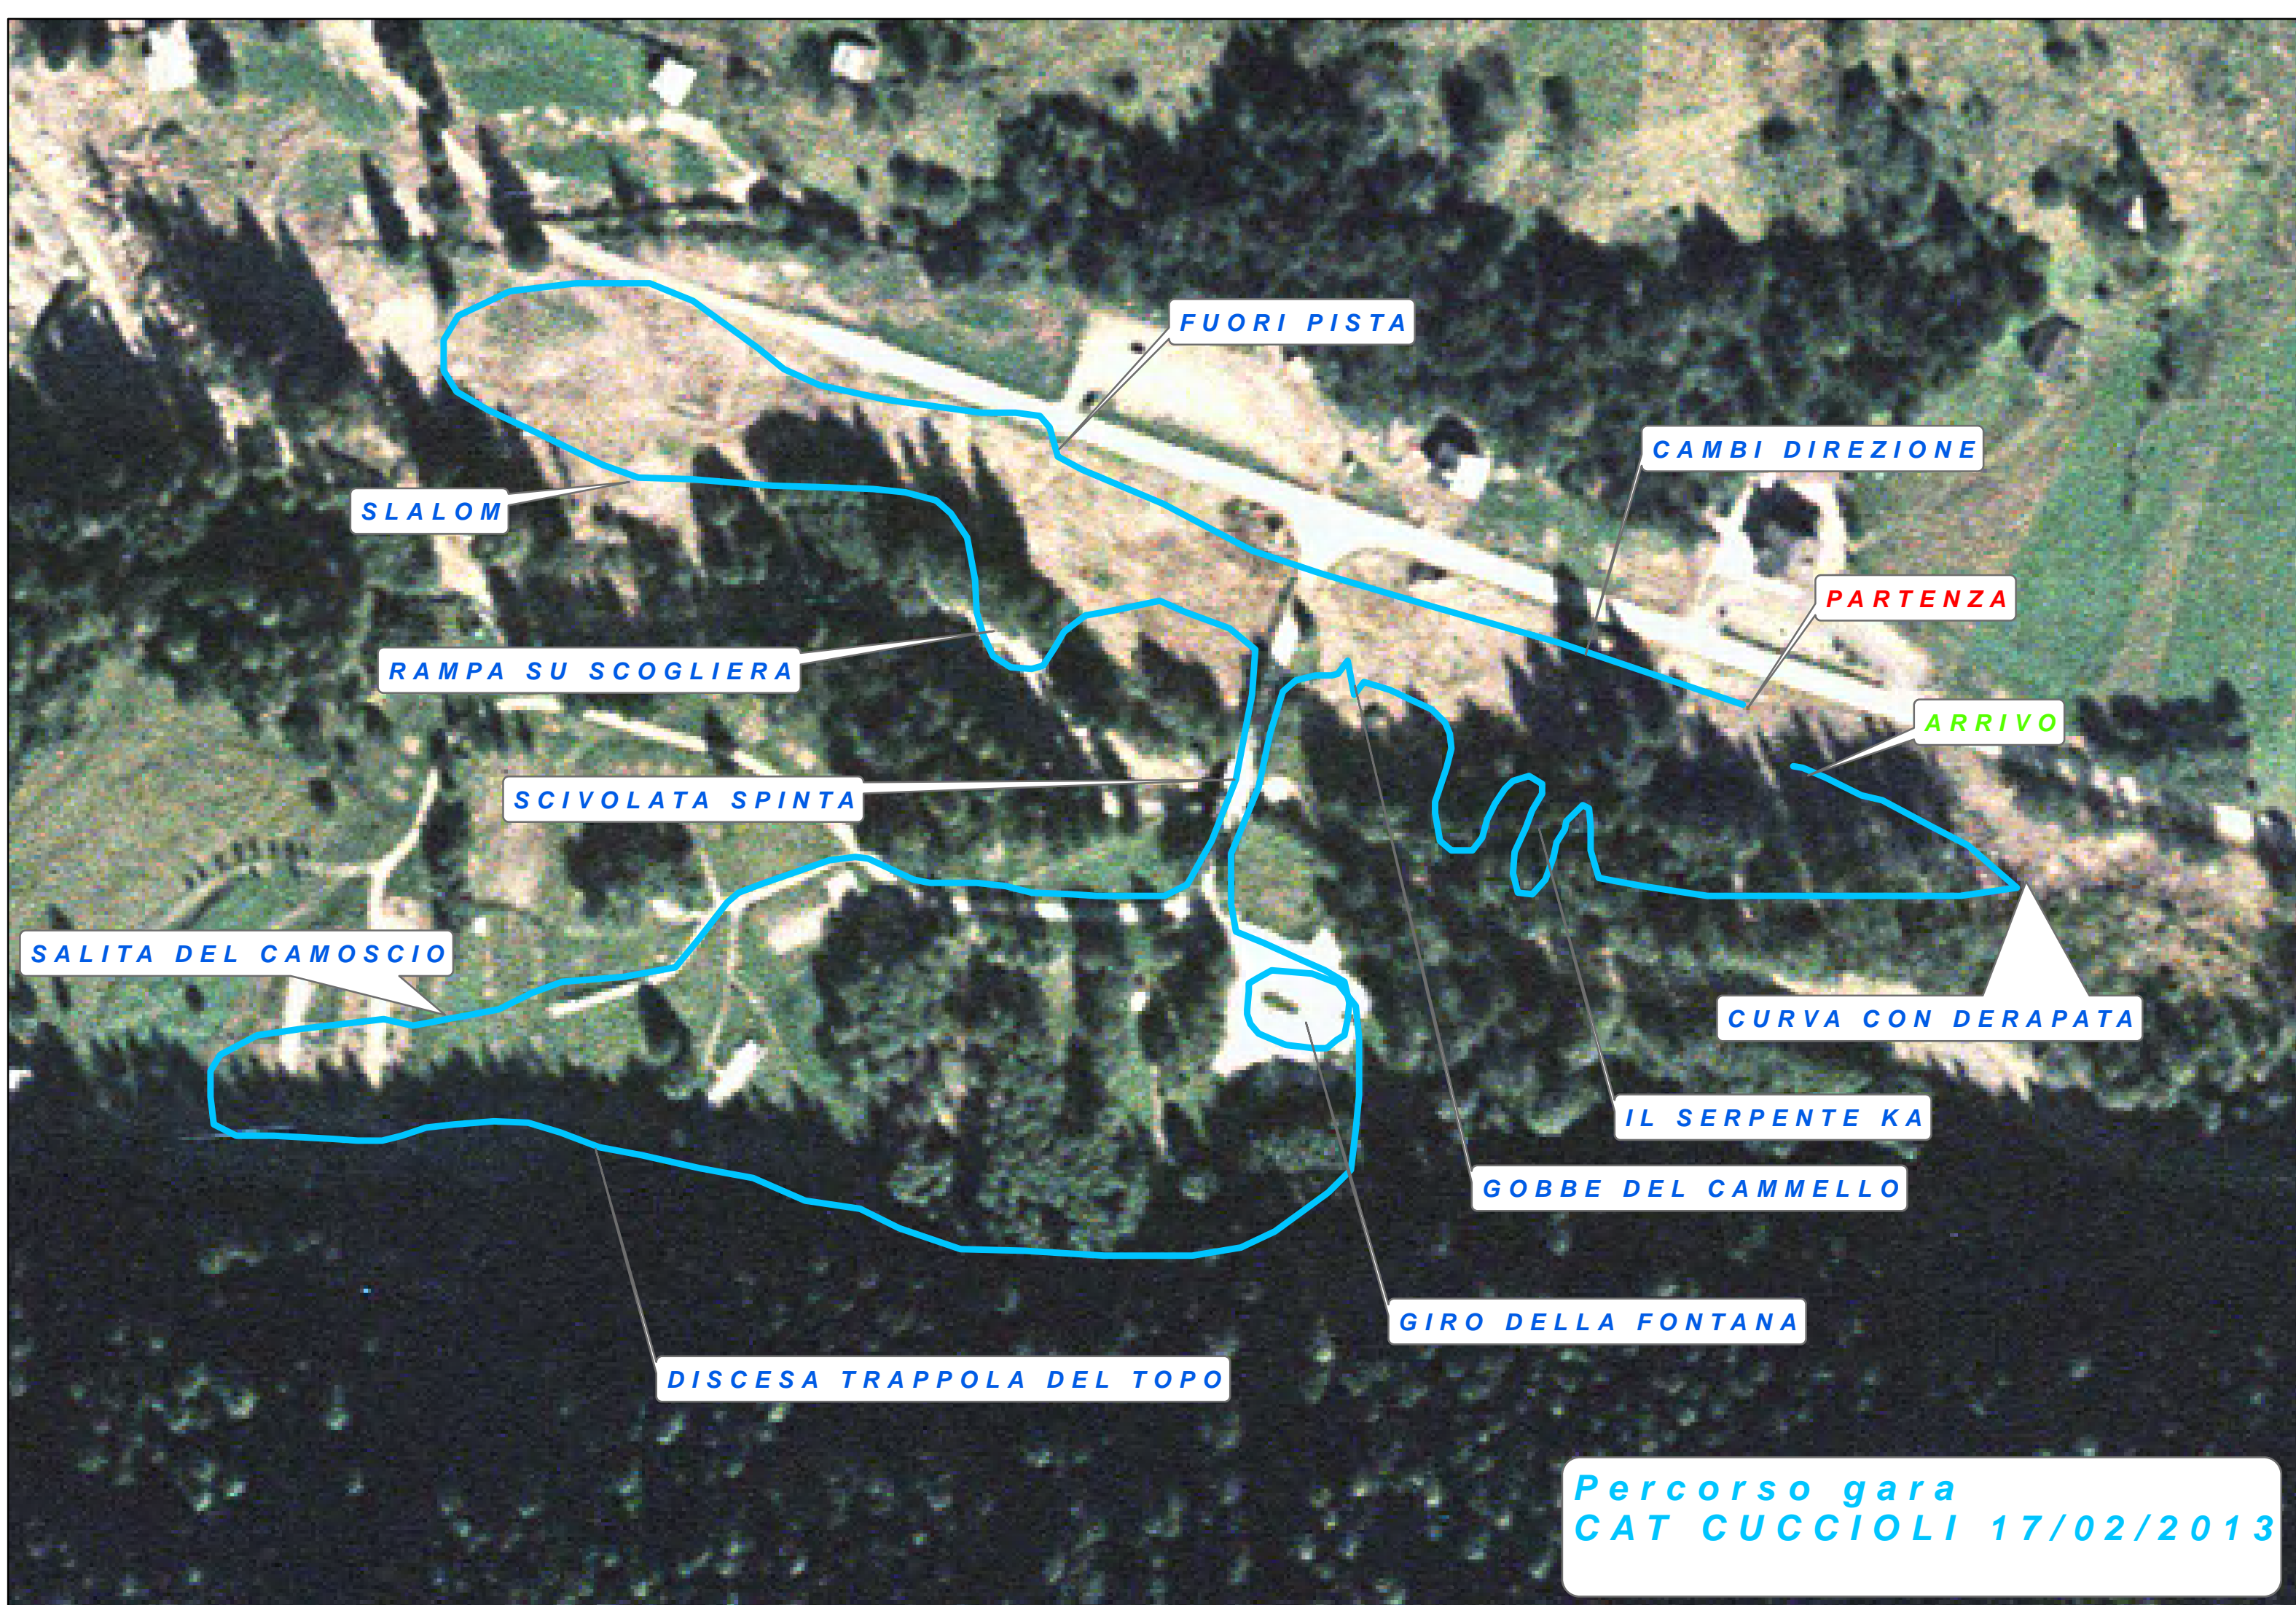 FUORI PISTA
CAMBI DIREZIONE
SLALOM
PARTENZA
RAMPA SU SCOGLIERA
ARRIVO
SCIVOLATA SPINTA
SALITA DEL CAMOSCIO
CURVA CON DERAPATA
IL SERPENTE KA
GOBBE DEL CAMMELLO
GIRO DELLA FONTANA
DISCESA TRAPPOLA DEL TOPO
Percorso gara
CAT CUCCIOLI 17/02/2013